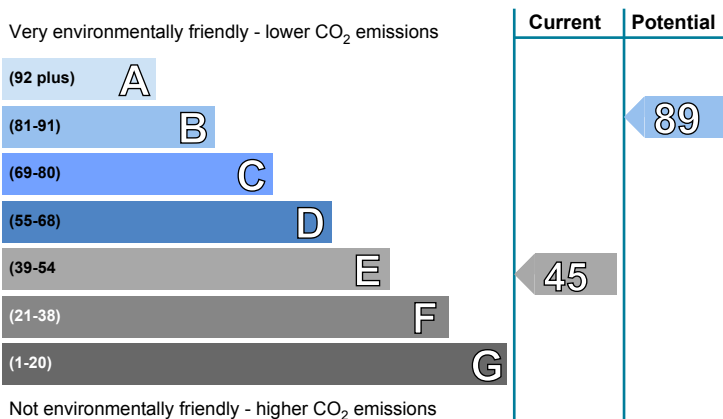 Very environmentally friendly - lower CO2 emissions
Current
Potential
(92 plus) A
(81-91) B
89
(69-80) C
(55-68) D
(39-54 E
45
(21-38) F
(1-20) G
Not environmentally friendly - higher CO2 emissions